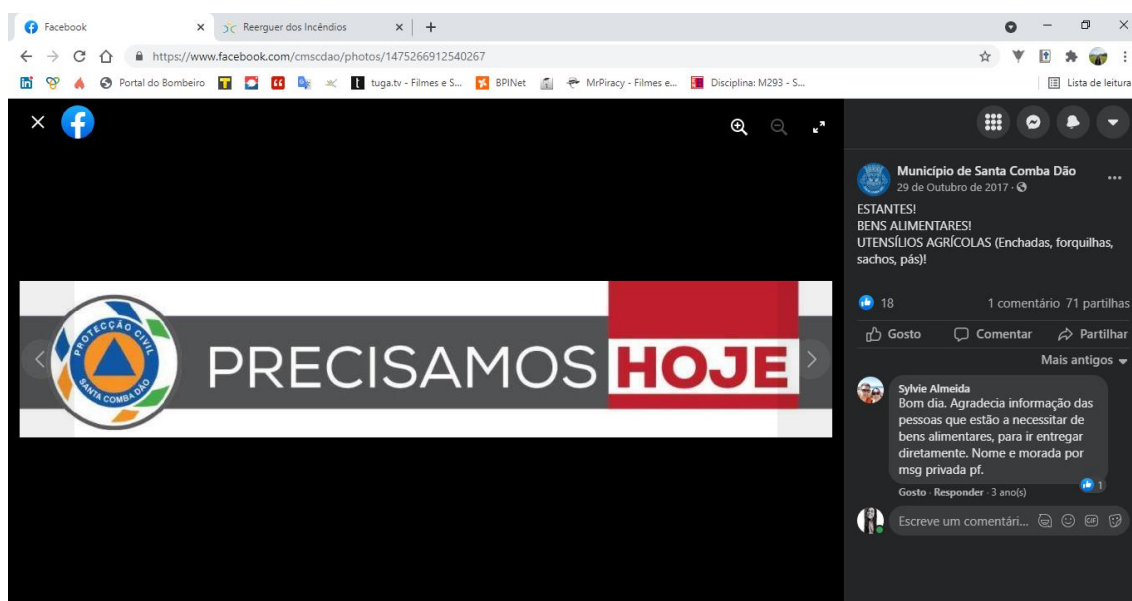 Facebook
Reerguer dos Incêndios
https://www.facebook.com/cmscdao/photos/1475266912540267
Portal do Bombeiro
tuga.tv - Filmes e S...
BPINet
MrPiracy - Filmes e...
Disciplina: M293 - S...
Lista de leitura
Município de Santa Comba Dão
29 de Outubro de 2017 ·
ESTANTES!
BENS ALIMENTARES!
UTENSÍLIOS AGRÍCOLAS (Enchadas, forquilhas,
sachos, pás)!
PROTECÇÃO CIVIL
SANTA COMBA DÃO
PRECISAMOS HOJE
18
1 comentário 71 partilhas
Gosto
Comentar
Partilhar
Mais antigos
Sylvie Almeida
Bom dia. Agradecia informação das
pessoas que estão a necessitar de
bens alimentares, para ir entregar
diretamente. Nome e morada por
msg privada pf.
1
Gosto · Responder · 3 ano(s)
Escreve um comentári...
GIF